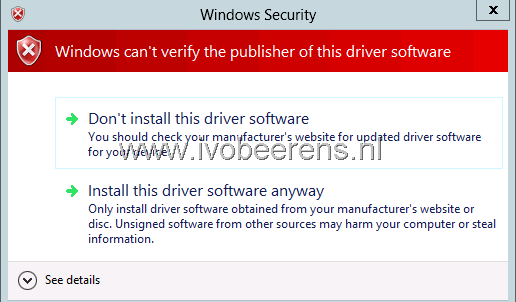 Windows Security
x
Windows can't verify the publisher of this driver software
Don't install this driver software
You should check your manufacturer's website for updated driver software
for your device.
www.ivobeerens.nl
Install this driver software anyway
Only install driver software obtained from your manufacturer's website or
disc. Unsigned software from other sources may harm your computer or steal
information.
See details